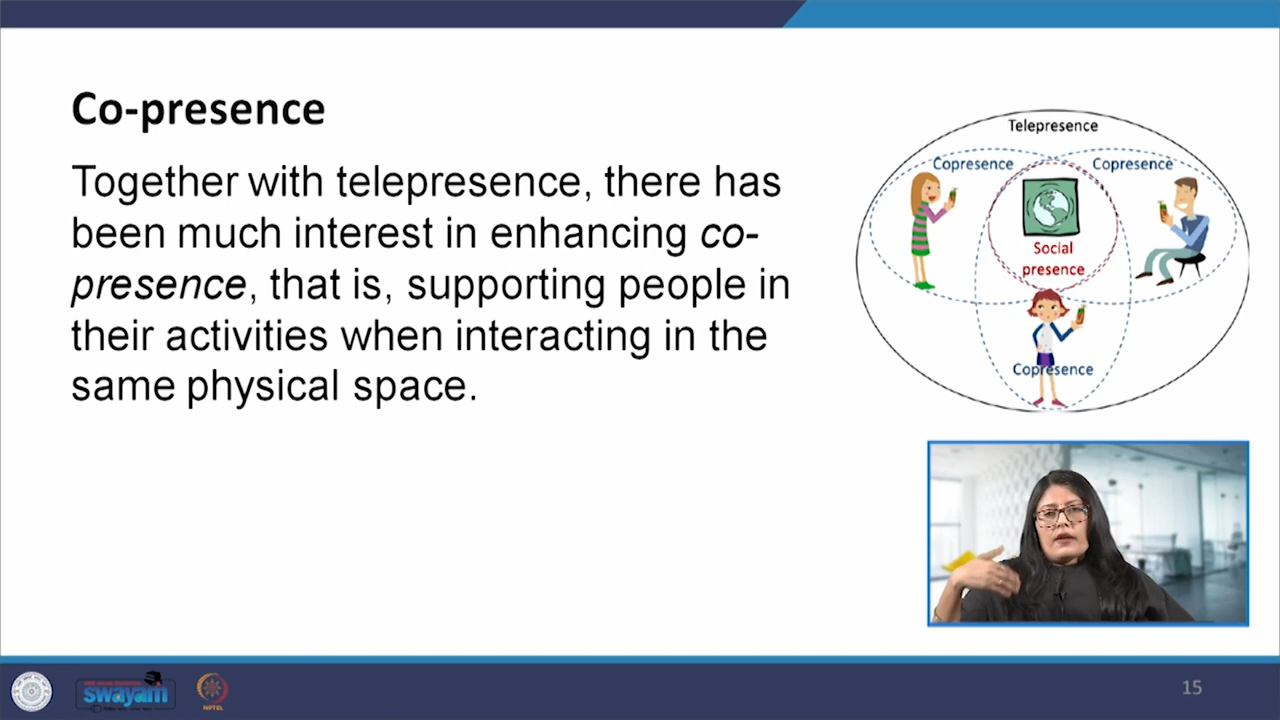 Co-presence
Together with telepresence, there has
been much interest in enhancing co-
presence, that is, supporting people in
their activities when interacting in the
same physical space.
Telepresence
Copresence
Copresence
Social
presence
Copresence
swayam
NPTEL
15